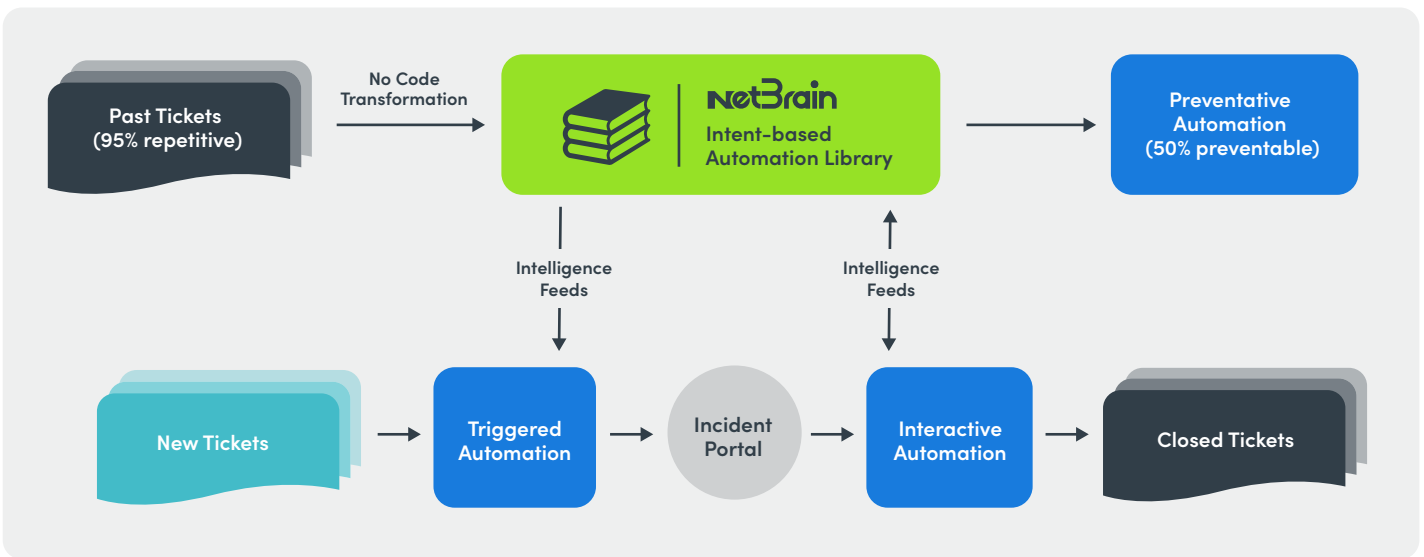 Past Tickets
(95% repetitive)
No Code
Transformation
NetBrain
Intent-based
Automation Library
Preventative
Automation
(50% preventable)
Intelligence
Feeds
Intelligence
Feeds
New Tickets
Triggered
Automation
Incident
Portal
Interactive
Automation
Closed Tickets